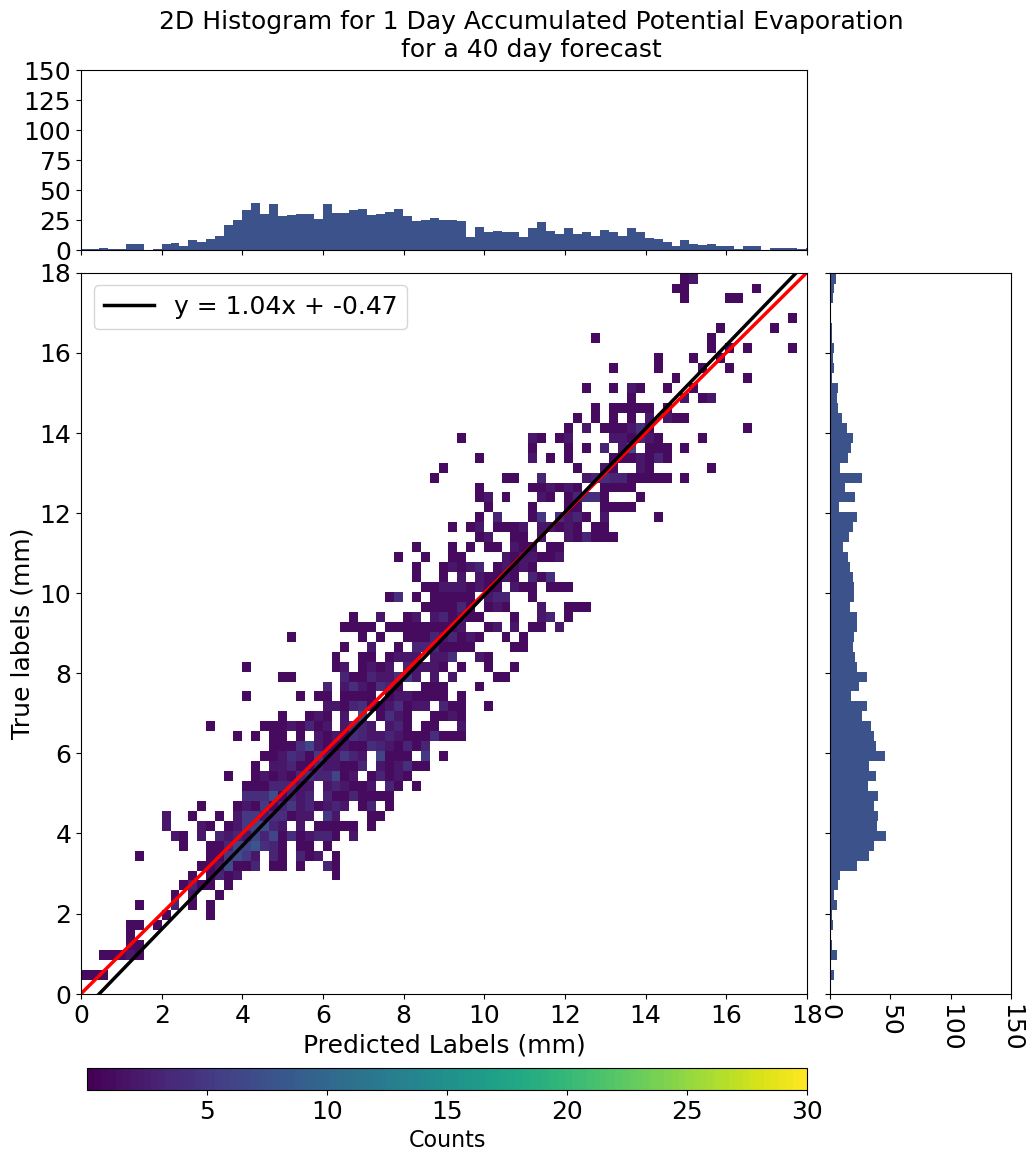 2D Histogram for 1 Day Accumulated Potential Evaporation
for a 40 day forecast
150
125
100
75
50
25
0
18
16
14
12
10
8
6
4
2
0
True labels (mm)
y = 1.04x + -0.47
0 2 4 6 8 10 12 14 16 18
Predicted Labels (mm)
0 50 100 150
5 10 15 20 25 30
Counts